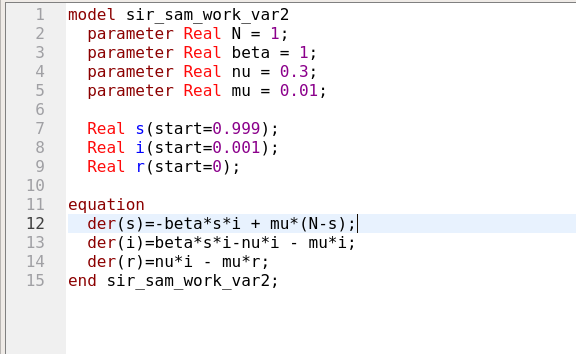 1 model sir_sam_work_var2
2   parameter Real N = 1;
3   parameter Real beta = 1;
4   parameter Real nu = 0.3;
5   parameter Real mu = 0.01;
6
7   Real s(start=0.999);
8   Real i(start=0.001);
9   Real r(start=0);
10
11 equation
12   der(s)=-beta*s*i + mu*(N-s);
13   der(i)=beta*s*i-nu*i - mu*i;
14   der(r)=nu*i - mu*r;
15 end sir_sam_work_var2;